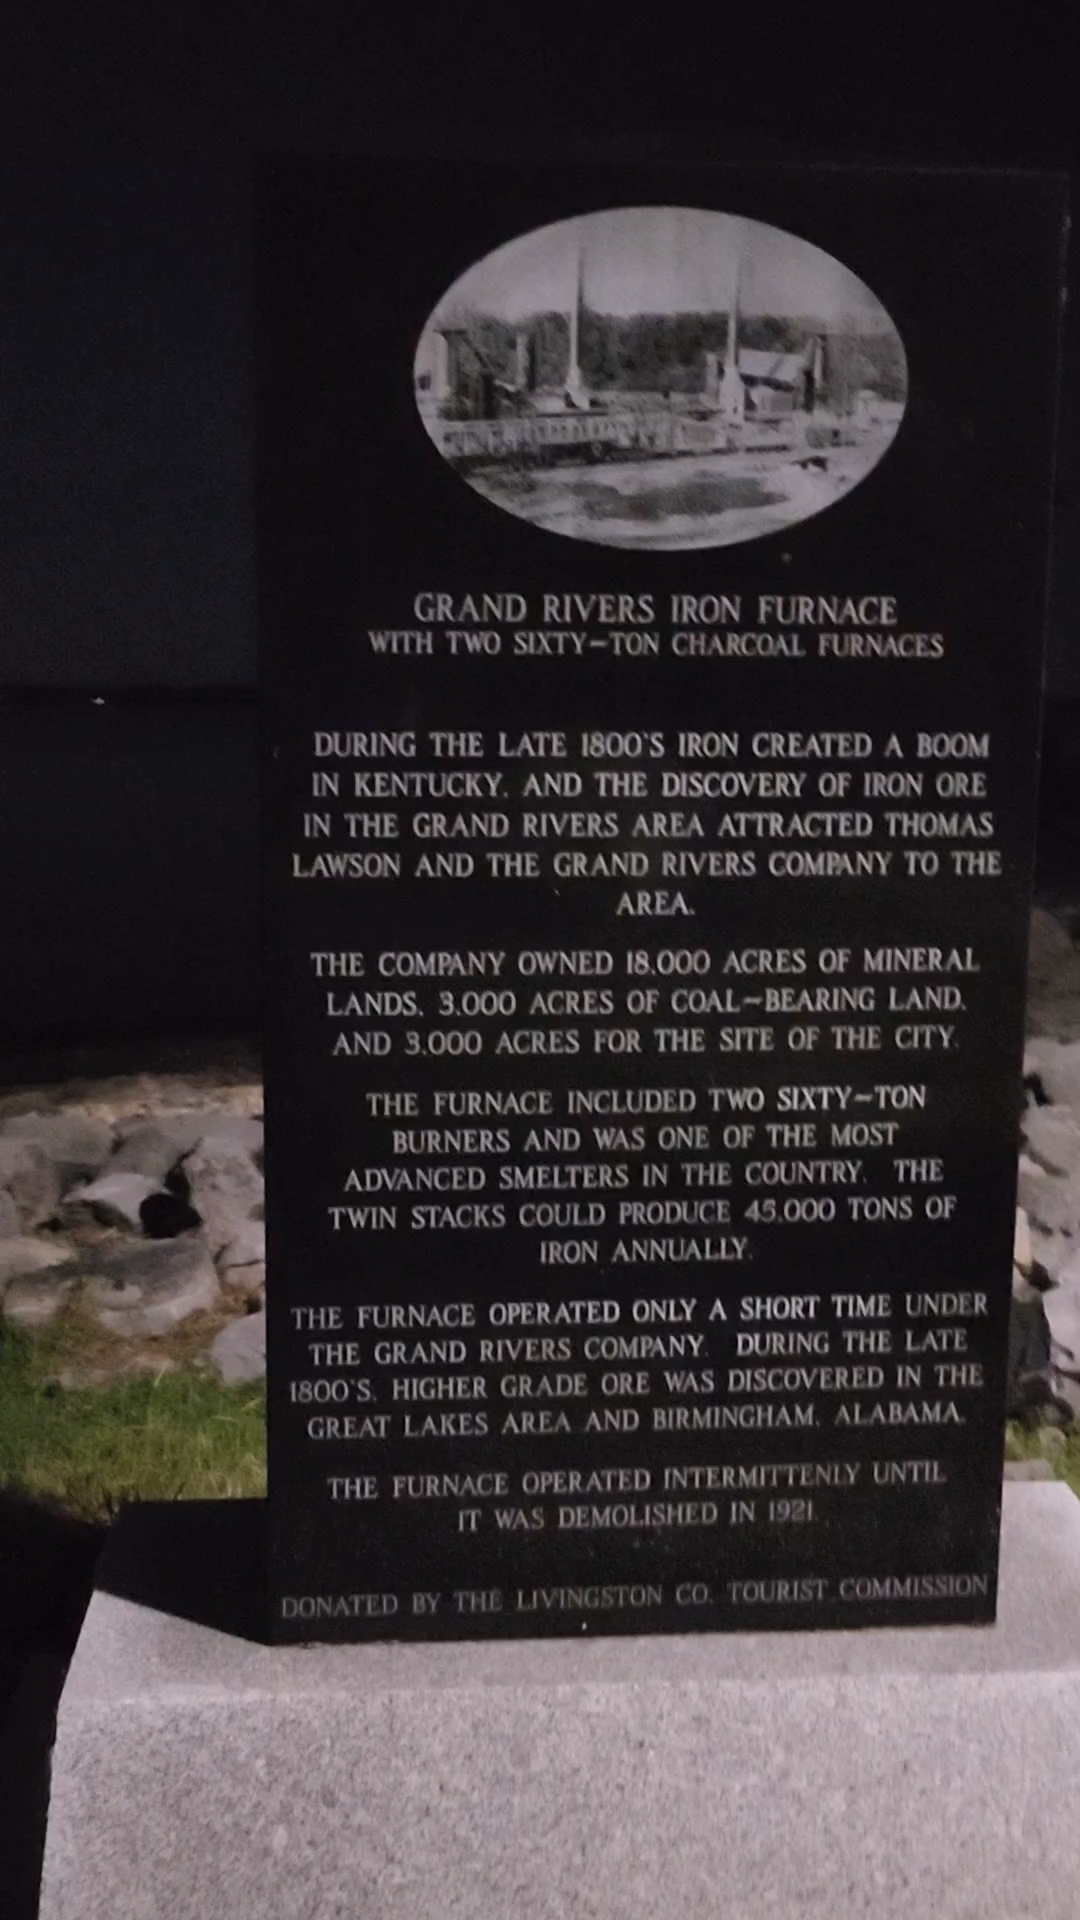 GRAND RIVERS IRON FURNACE
WITH TWO SIXTY-TON CHARCOAL FURNACES
DURING THE LATE 1800'S IRON CREATED A BOOM
IN KENTUCKY, AND THE DISCOVERY OF IRON ORE
IN THE GRAND RIVERS AREA ATTRACTED THOMAS
LAWSON AND THE GRAND RIVERS COMPANY TO THE
AREA.
THE COMPANY OWNED 18,000 ACRES OF MINERAL
LANDS, 3,000 ACRES OF COAL-BEARING LAND,
AND 3,000 ACRES FOR THE SITE OF THE CITY.
THE FURNACE INCLUDED TWO SIXTY-TON
BURNERS AND WAS ONE OF THE MOST
ADVANCED SMELTERS IN THE COUNTRY. THE
TWIN STACKS COULD PRODUCE 45,000 TONS OF
IRON ANNUALLY.
THE FURNACE OPERATED ONLY A SHORT TIME UNDER
THE GRAND RIVERS COMPANY. DURING THE LATE
1800'S, HIGHER GRADE ORE WAS DISCOVERED IN THE
GREAT LAKES AREA AND BIRMINGHAM, ALABAMA.
THE FURNACE OPERATED INTERMITTENLY UNTIL
IT WAS DEMOLISHED IN 1921.
DONATED BY THE LIVINGSTON CO. TOURIST COMMISSION